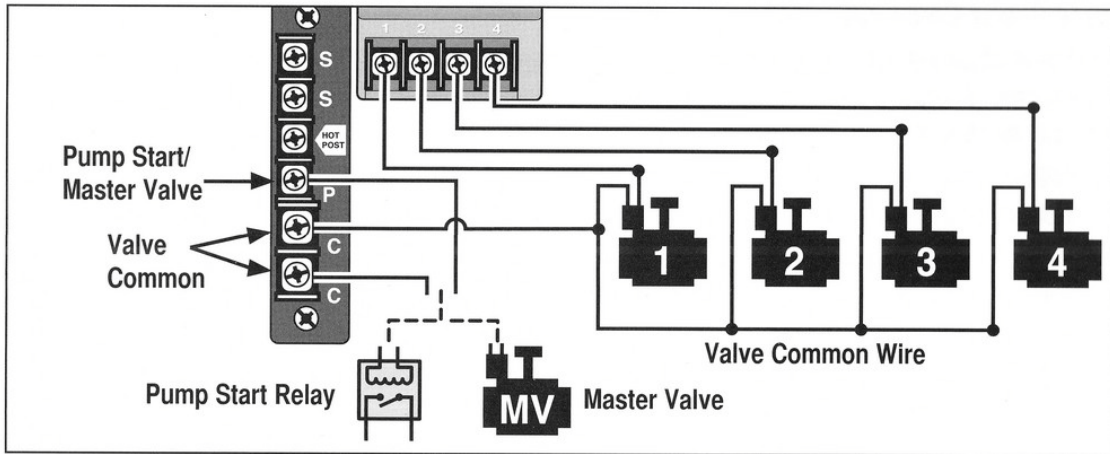 1 2 3 4
S
S
HOT
POST
Pump Start/
Master Valve
P
Valve
Common
C
C
1
2
3
4
Valve Common Wire
Pump Start Relay
MV
Master Valve